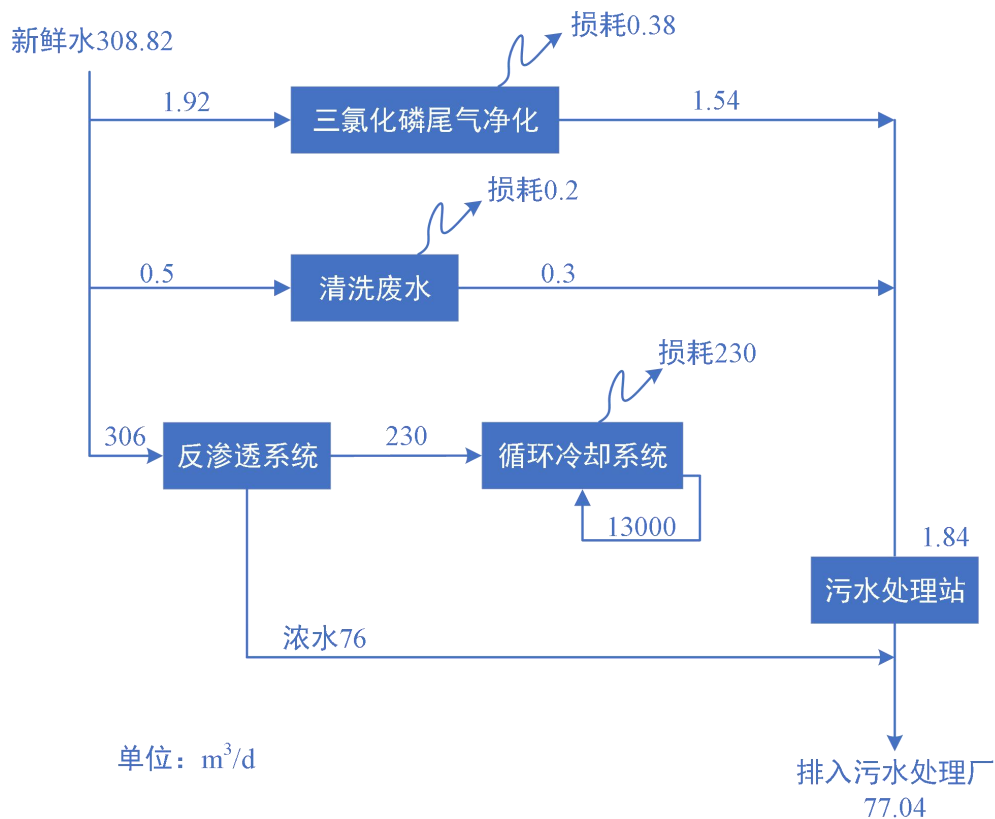 损耗0.38
新鲜水308.82
1.92
三氯化磷尾气净化
1.54
损耗0.2
0.5
清洗废水
0.3
损耗230
306
反渗透系统
230
循环冷却系统
13000
1.84
污水处理站
浓水76
单位：m³/d
排入污水处理厂
77.04